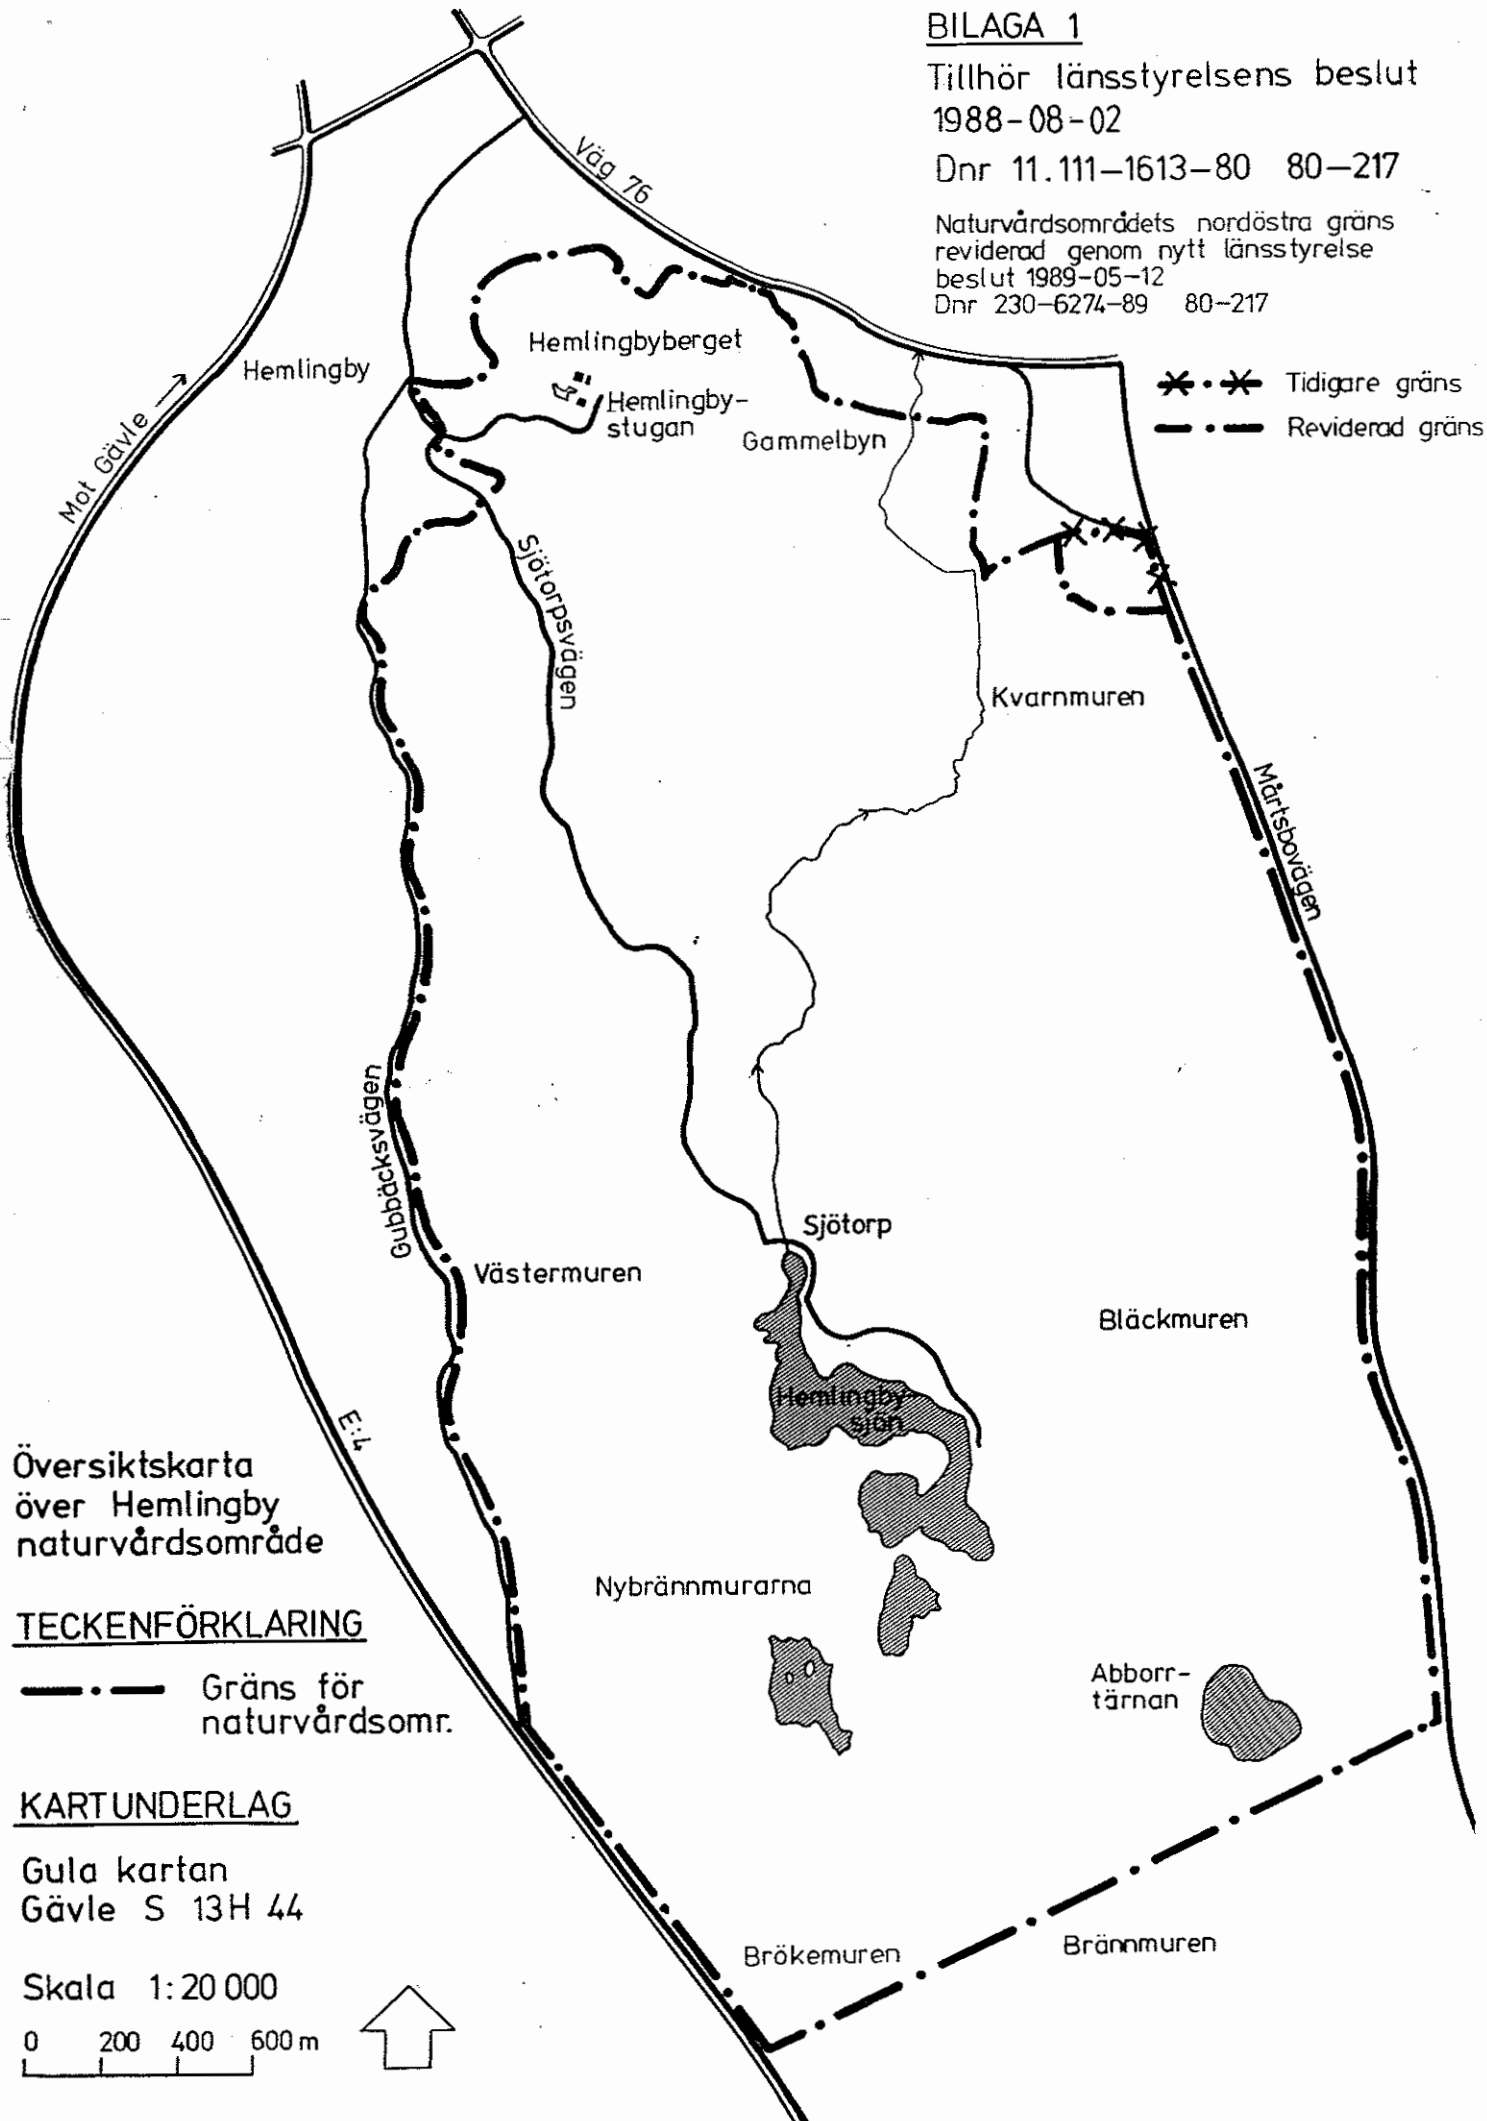 BILAGA 1
Tillhör länsstyrelsens beslut
1988-08-02
Dnr 11.111-1613-80 80-217
Naturvårdsområdets nordöstra gräns
reviderad genom nytt länsstyrelse
beslut 1989-05-12
Dnr 230-6274-89 80-217
Tidigare gräns
Reviderad gräns
Väg 76
Hemlingby
Hemlingbyberget
Hemlingby-
stugan
Gammelbyn
Mot Gävle
Sjötorpsvägen
Kvarnmuren
Mårtsbovägen
Gubbäcksvägen
Sjötorp
Västermuren
Bläckmuren
Hemlingby-
sjön
E:4
Översiktskarta
över Hemlingby
naturvårdsområde
Nybrännmurarna
TECKENFÖRKLARING
Gräns för
naturvårdsomr.
Abborr-
tärnan
KARTUNDERLAG
Gula kartan
Gävle S 13H 44
Brökemuren
Brännmuren
Skala 1:20 000
0 200 400 600 m